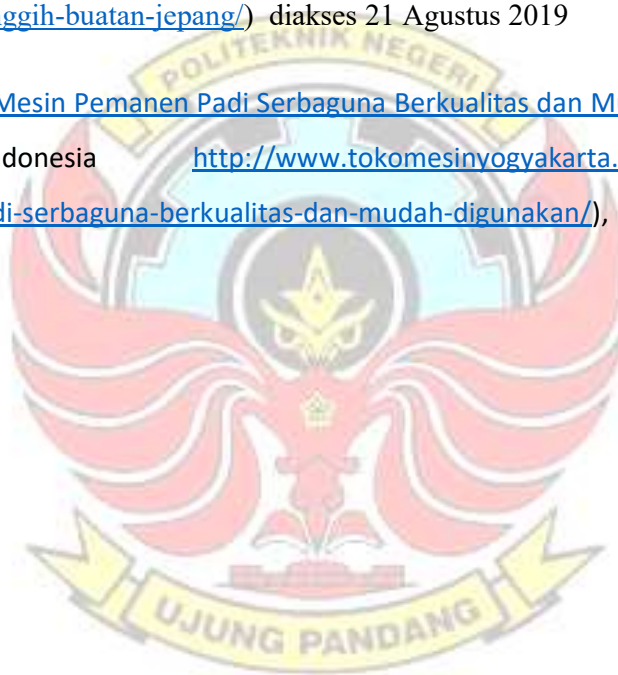 nggih-buatan-jepang/) diakses 21 Agustus 2019
POLITEKNIK NEGERI
Mesin Pemanen Padi Serbaguna Berkualitas dan M
donesia http://www.tokomesinyogyakarta.
di-serbaguna-berkualitas-dan-mudah-digunakan/),
UJUNG PANDANG